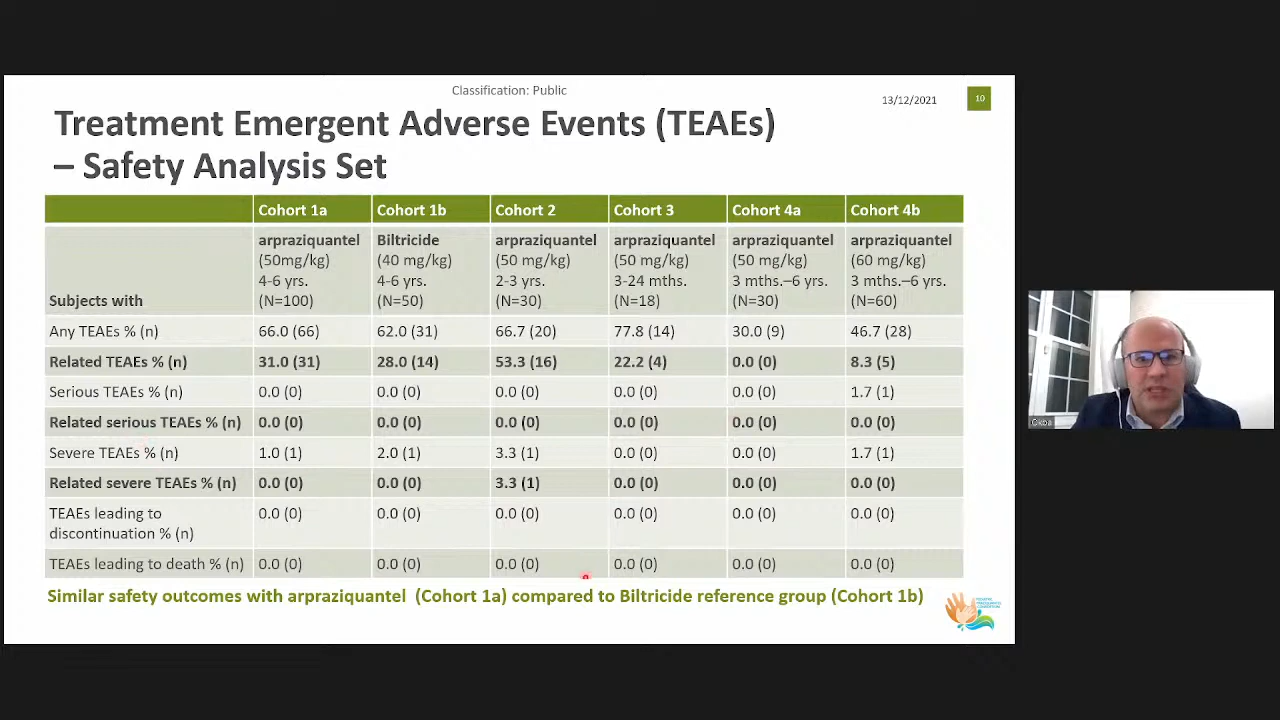 Classification: Public
13/12/2021
10
Treatment Emergent Adverse Events (TEAEs)
– Safety Analysis Set
Cohort 1a Cohort 1b Cohort 2 Cohort 3 Cohort 4a Cohort 4b
Subjects with
arpraziquantel Biltricide arpraziquantel arpraziquantel arpraziquantel arpraziquantel
(50mg/kg) (40 mg/kg) (50 mg/kg) (50 mg/kg) (50 mg/kg) (60 mg/kg)
4-6 yrs. 4-6 yrs. 2-3 yrs. 3-24 mths. 3 mths.–6 yrs. 3 mths.–6 yrs.
(N=100) (N=50) (N=30) (N=18) (N=30) (N=60)
Any TEAEs % (n) 66.0 (66) 62.0 (31) 66.7 (20) 77.8 (14) 30.0 (9) 46.7 (28)
Related TEAEs % (n) 31.0 (31) 28.0 (14) 53.3 (16) 22.2 (4) 0.0 (0) 8.3 (5)
Serious TEAEs % (n) 0.0 (0) 0.0 (0) 0.0 (0) 0.0 (0) 0.0 (0) 1.7 (1)
Related serious TEAEs % (n) 0.0 (0) 0.0 (0) 0.0 (0) 0.0 (0) 0.0 (0) 0.0 (0)
Severe TEAEs % (n) 1.0 (1) 2.0 (1) 3.3 (1) 0.0 (0) 0.0 (0) 1.7 (1)
Related severe TEAEs % (n) 0.0 (0) 0.0 (0) 3.3 (1) 0.0 (0) 0.0 (0) 0.0 (0)
TEAEs leading to
discontinuation % (n) 0.0 (0) 0.0 (0) 0.0 (0) 0.0 (0) 0.0 (0) 0.0 (0)
TEAEs leading to death % (n) 0.0 (0) 0.0 (0) 0.0 (0) 0.0 (0) 0.0 (0) 0.0 (0)
Similar safety outcomes with arpraziquantel (Cohort 1a) compared to Biltricide reference group (Cohort 1b)